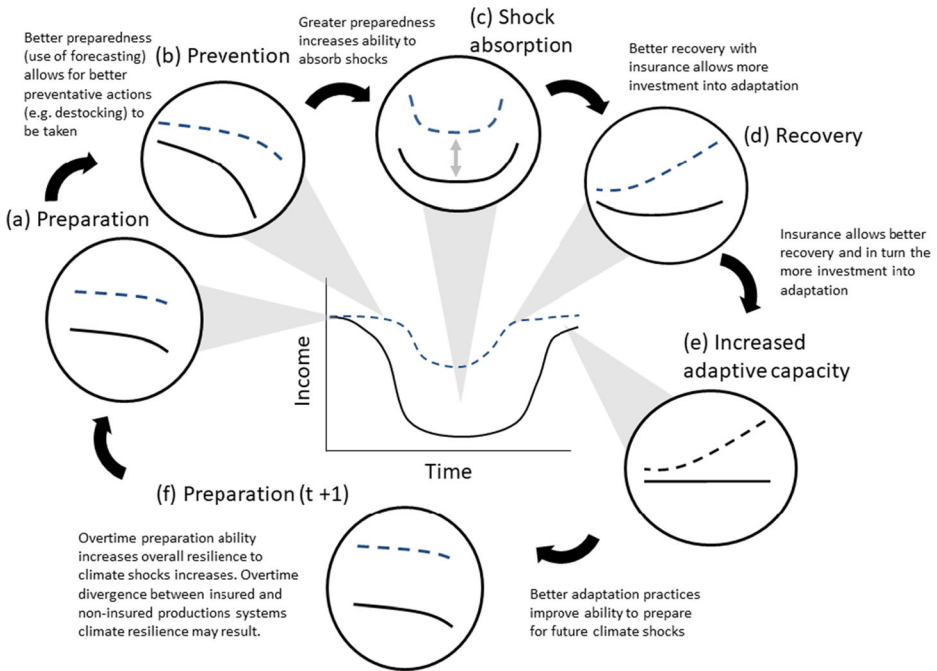 Better preparedness
(use of forecasting)
allows for better
preventative actions
(e.g. destocking) to
be taken
(b) Prevention
Greater preparedness
increases ability to
absorb shocks
(c) Shock
absorption
Better recovery with
insurance allows more
investment into adaptation
(d) Recovery
(a) Preparation
Insurance allows better
recovery and in turn the
more investment into
adaptation
(e) Increased
adaptive capacity
Income
Time
(f) Preparation (t +1)
Overtime preparation ability
increases overall resilience to
climate shocks increases. Overtime
divergence between insured and
non-insured productions systems
climate resilience may result.
Better adaptation practices
improve ability to prepare
for future climate shocks